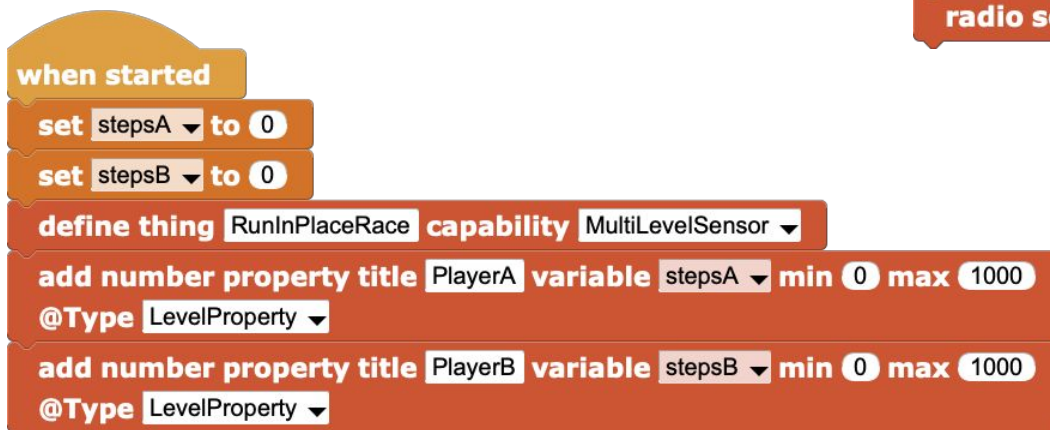 radio s
when started
set stepsA to 0
set stepsB to 0
define thing RunInPlaceRace capability MultiLevelSensor
add number property title PlayerA variable stepsA min 0 max 1000
@Type LevelProperty
add number property title PlayerB variable stepsB min 0 max 1000
@Type LevelProperty